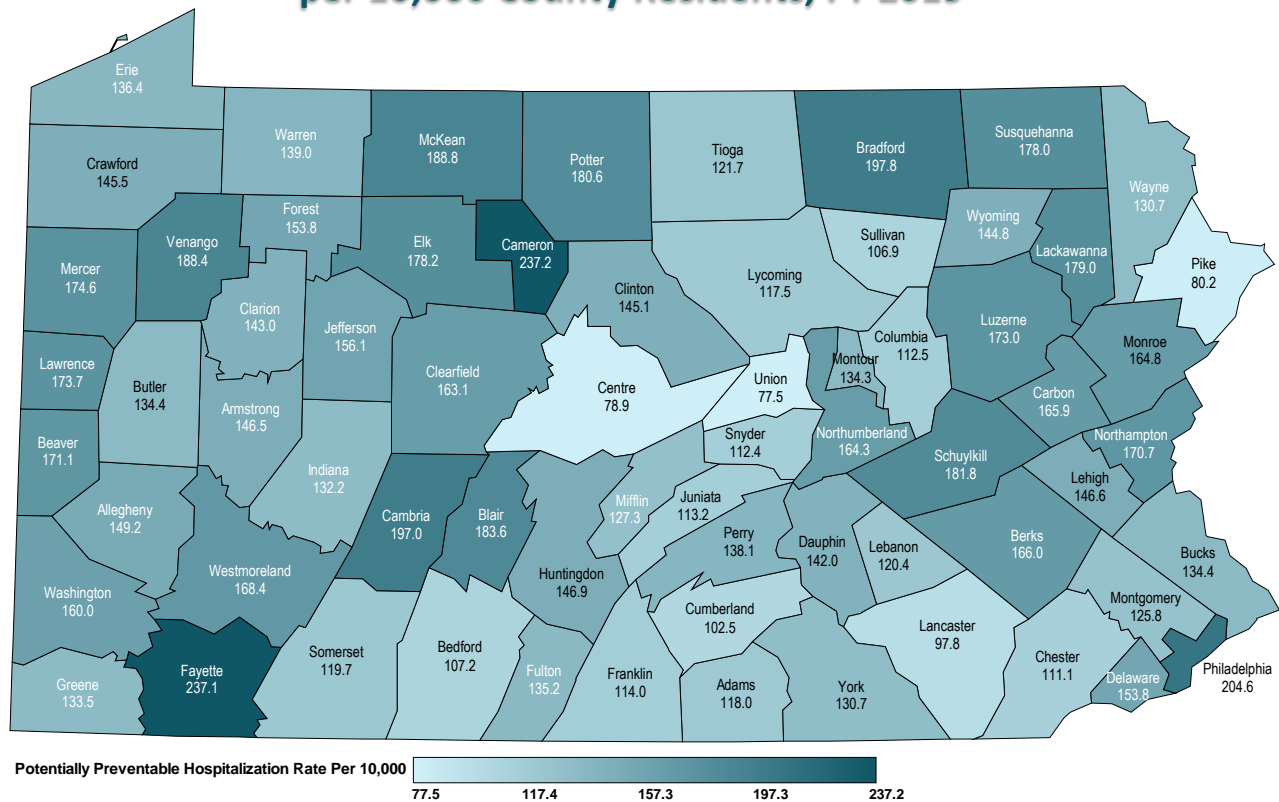 per 10,000 County Residents, FY 2019
Erie
136.4
Warren
139.0
McKean
188.8
Potter
180.6
Tioga
121.7
Bradford
197.8
Susquehanna
178.0
Wayne
130.7
Crawford
145.5
Forest
153.8
Venango
188.4
Elk
178.2
Cameron
237.2
Sullivan
106.9
Wyoming
144.8
Lackawanna
179.0
Pike
80.2
Mercer
174.6
Clarion
143.0
Jefferson
156.1
Clinton
145.1
Lycoming
117.5
Columbia
112.5
Luzerne
173.0
Monroe
164.8
Lawrence
173.7
Butler
134.4
Armstrong
146.5
Clearfield
163.1
Centre
78.9
Union
77.5
Montour
134.3
Carbon
165.9
Beaver
171.1
Indiana
132.2
Snyder
112.4
Northumberland
164.3
Schuylkill
181.8
Northampton
170.7
Lehigh
146.6
Allegheny
149.2
Cambria
197.0
Blair
183.6
Mifflin
127.3
Juniata
113.2
Perry
138.1
Dauphin
142.0
Lebanon
120.4
Berks
166.0
Bucks
134.4
Washington
160.0
Westmoreland
168.4
Huntingdon
146.9
Cumberland
102.5
Lancaster
97.8
Montgomery
125.8
Greene
133.5
Fayette
237.1
Somerset
119.7
Bedford
107.2
Fulton
135.2
Franklin
114.0
Adams
118.0
York
130.7
Chester
111.1
Delaware
153.8
Philadelphia
204.6
Potentially Preventable Hospitalization Rate Per 10,000
77.5 117.4 157.3 197.3 237.2